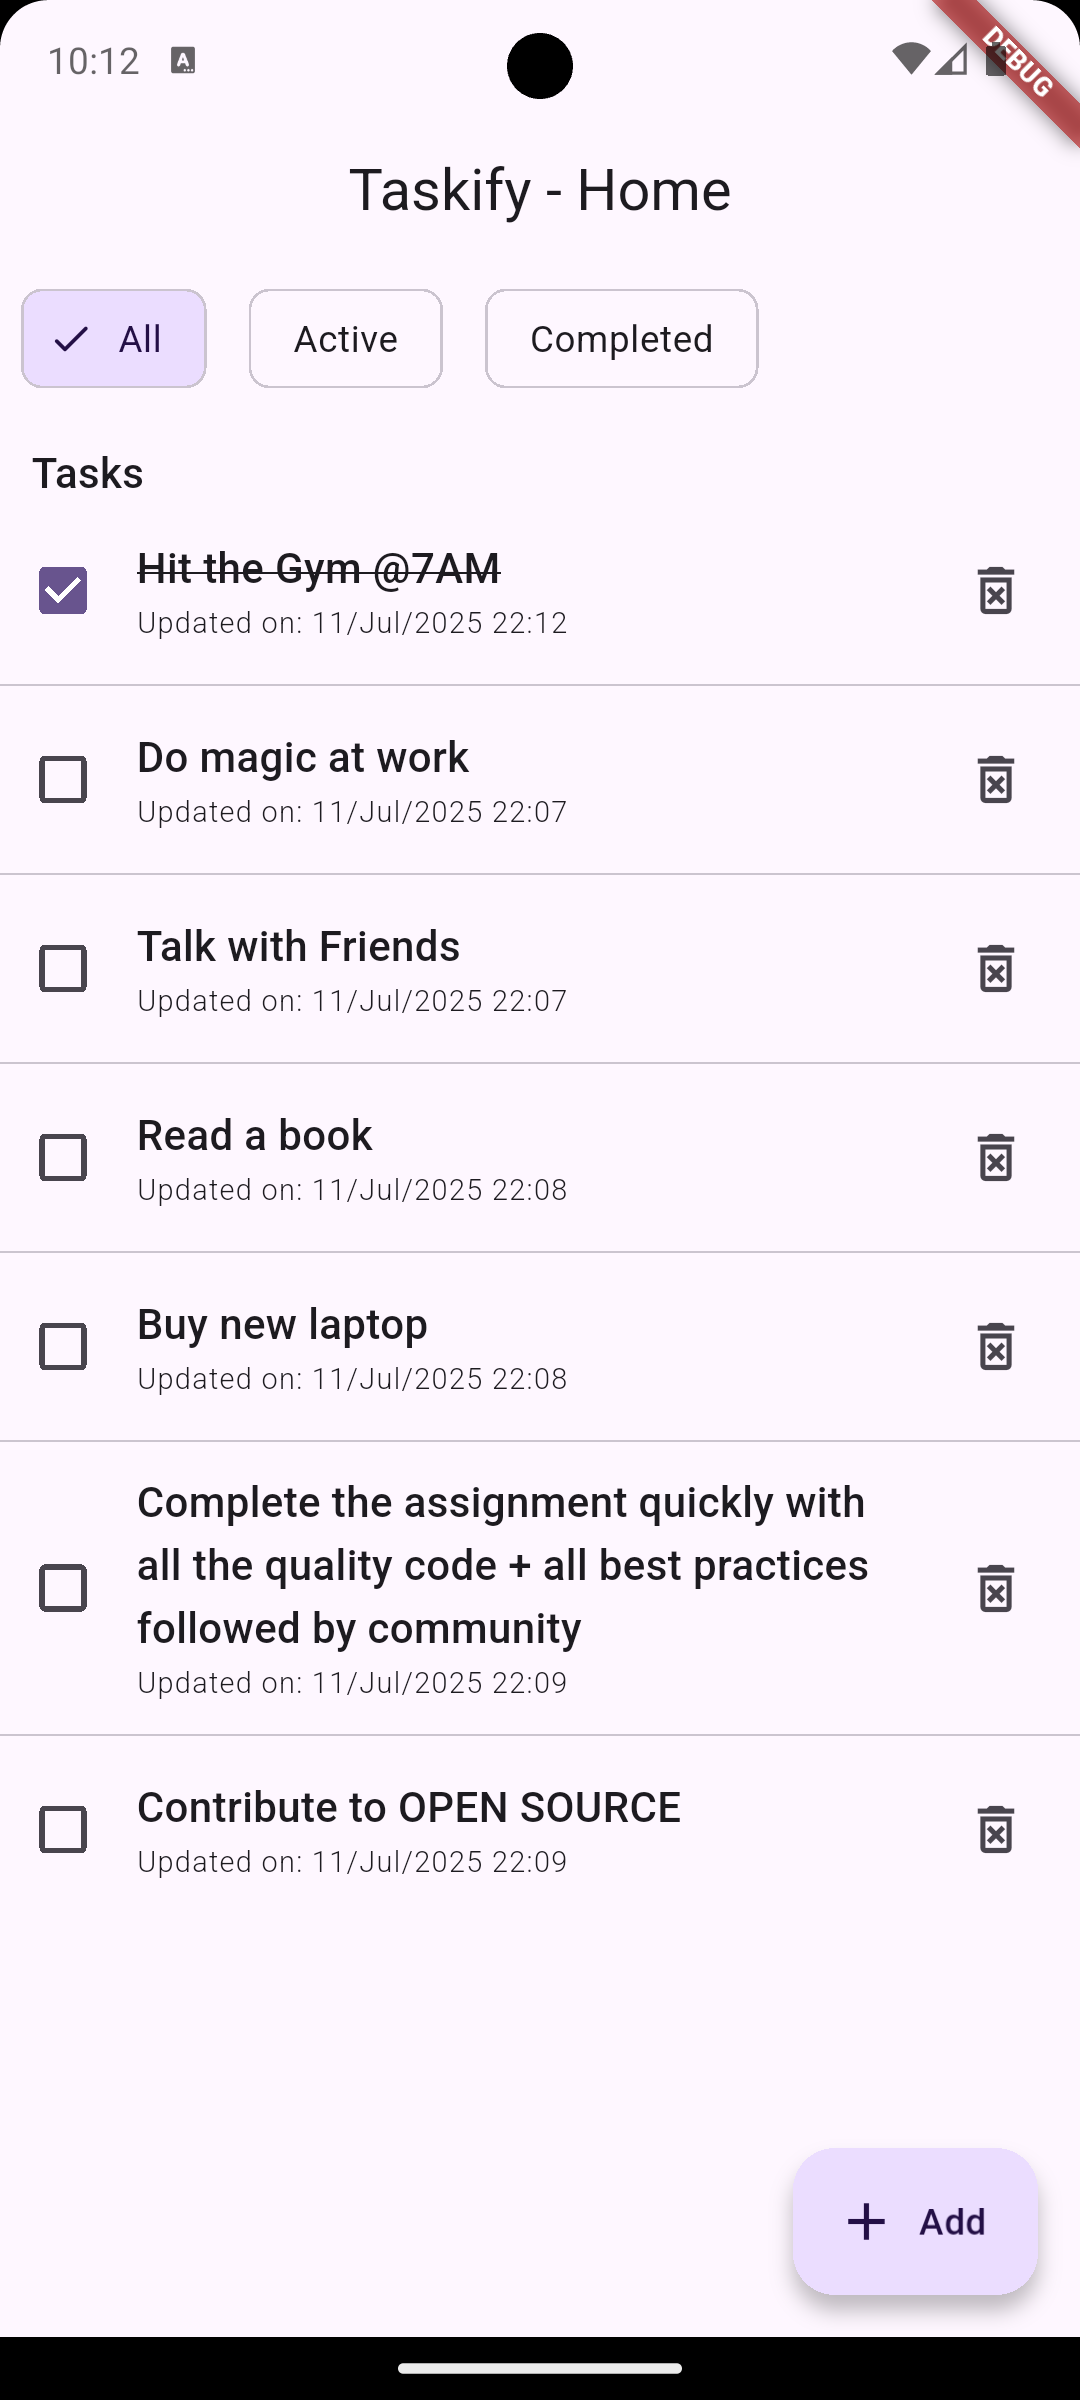 10:12
DEBUG
Taskify - Home
All
Active
Completed
Tasks
Hit the Gym @7AM
Updated on: 11/Jul/2025 22:12
Do magic at work
Updated on: 11/Jul/2025 22:07
Talk with Friends
Updated on: 11/Jul/2025 22:07
Read a book
Updated on: 11/Jul/2025 22:08
Buy new laptop
Updated on: 11/Jul/2025 22:08
Complete the assignment quickly with
all the quality code + all best practices
followed by community
Updated on: 11/Jul/2025 22:09
Contribute to OPEN SOURCE
Updated on: 11/Jul/2025 22:09
Add